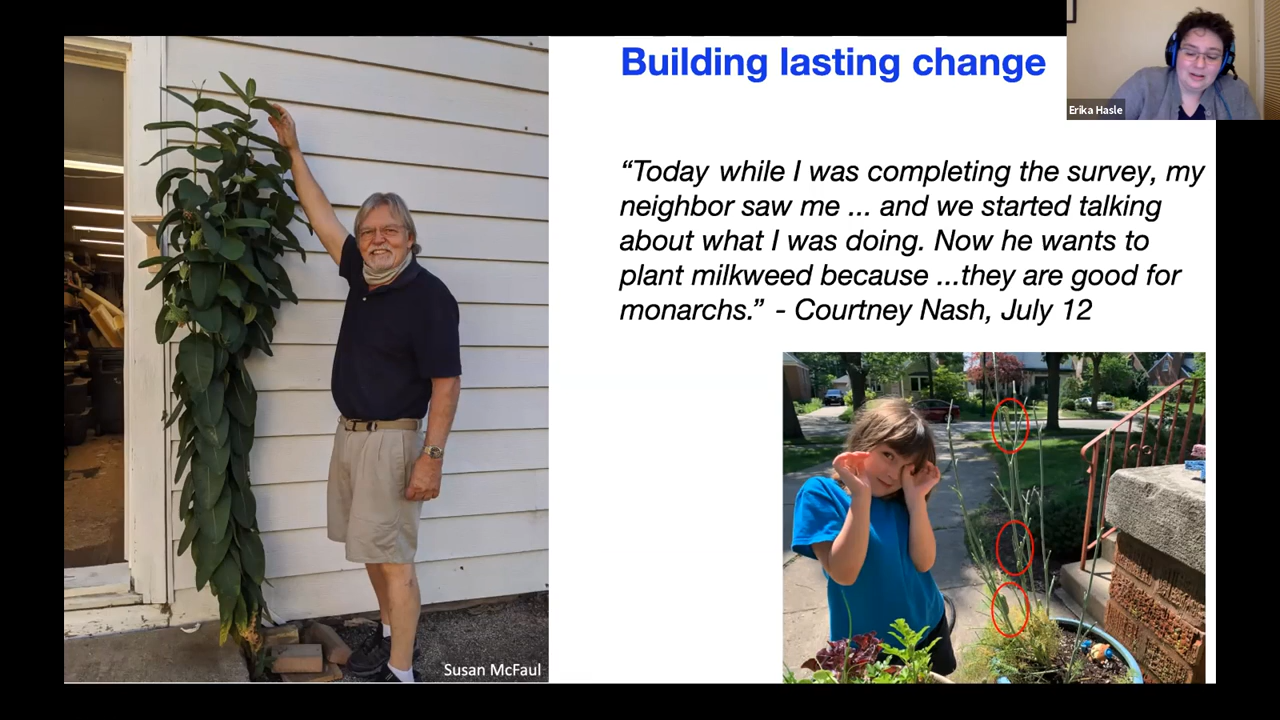 Building lasting change
Erika Hasle
“Today while I was completing the survey, my
neighbor saw me ... and we started talking
about what I was doing. Now he wants to
plant milkweed because ...they are good for
monarchs.” - Courtney Nash, July 12
Susan McFaul